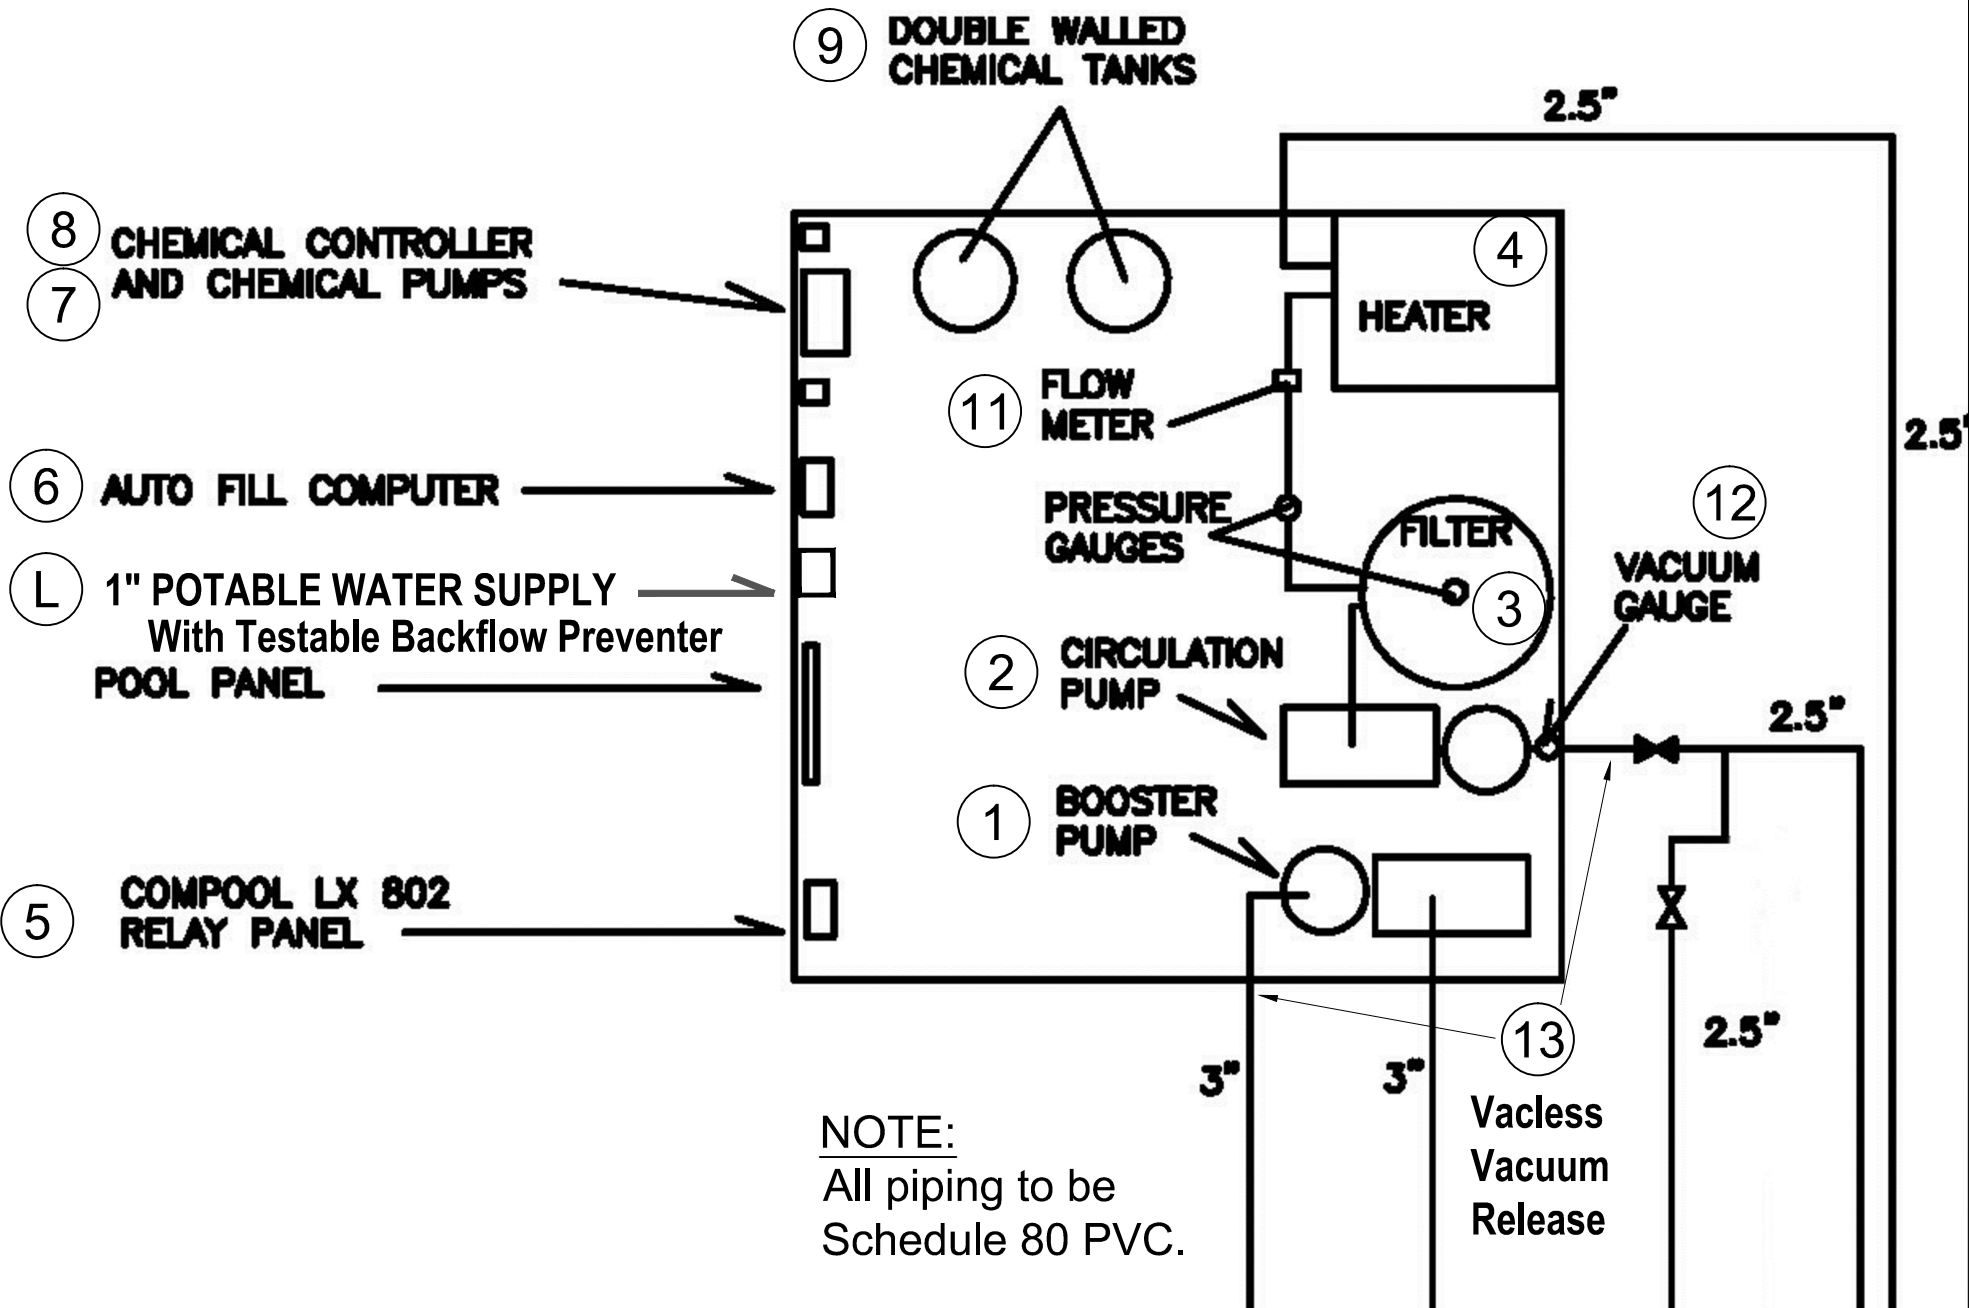 9 DOUBLE WALLED
CHEMICAL TANKS
2.5"
8 CHEMICAL CONTROLLER
7 AND CHEMICAL PUMPS
4
HEATER
11 FLOW
METER
2.5"
6 AUTO FILL COMPUTER
PRESSURE
GAUGES
FILTER
3
12
VACUUM
GAUGE
L 1" POTABLE WATER SUPPLY
With Testable Backflow Preventer
POOL PANEL
2 CIRCULATION
PUMP
2.5"
1 BOOSTER
PUMP
5 COMPOOL LX 802
RELAY PANEL
13
2.5"
3"
3"
Vacless
Vacuum
Release
NOTE:
All piping to be
Schedule 80 PVC.